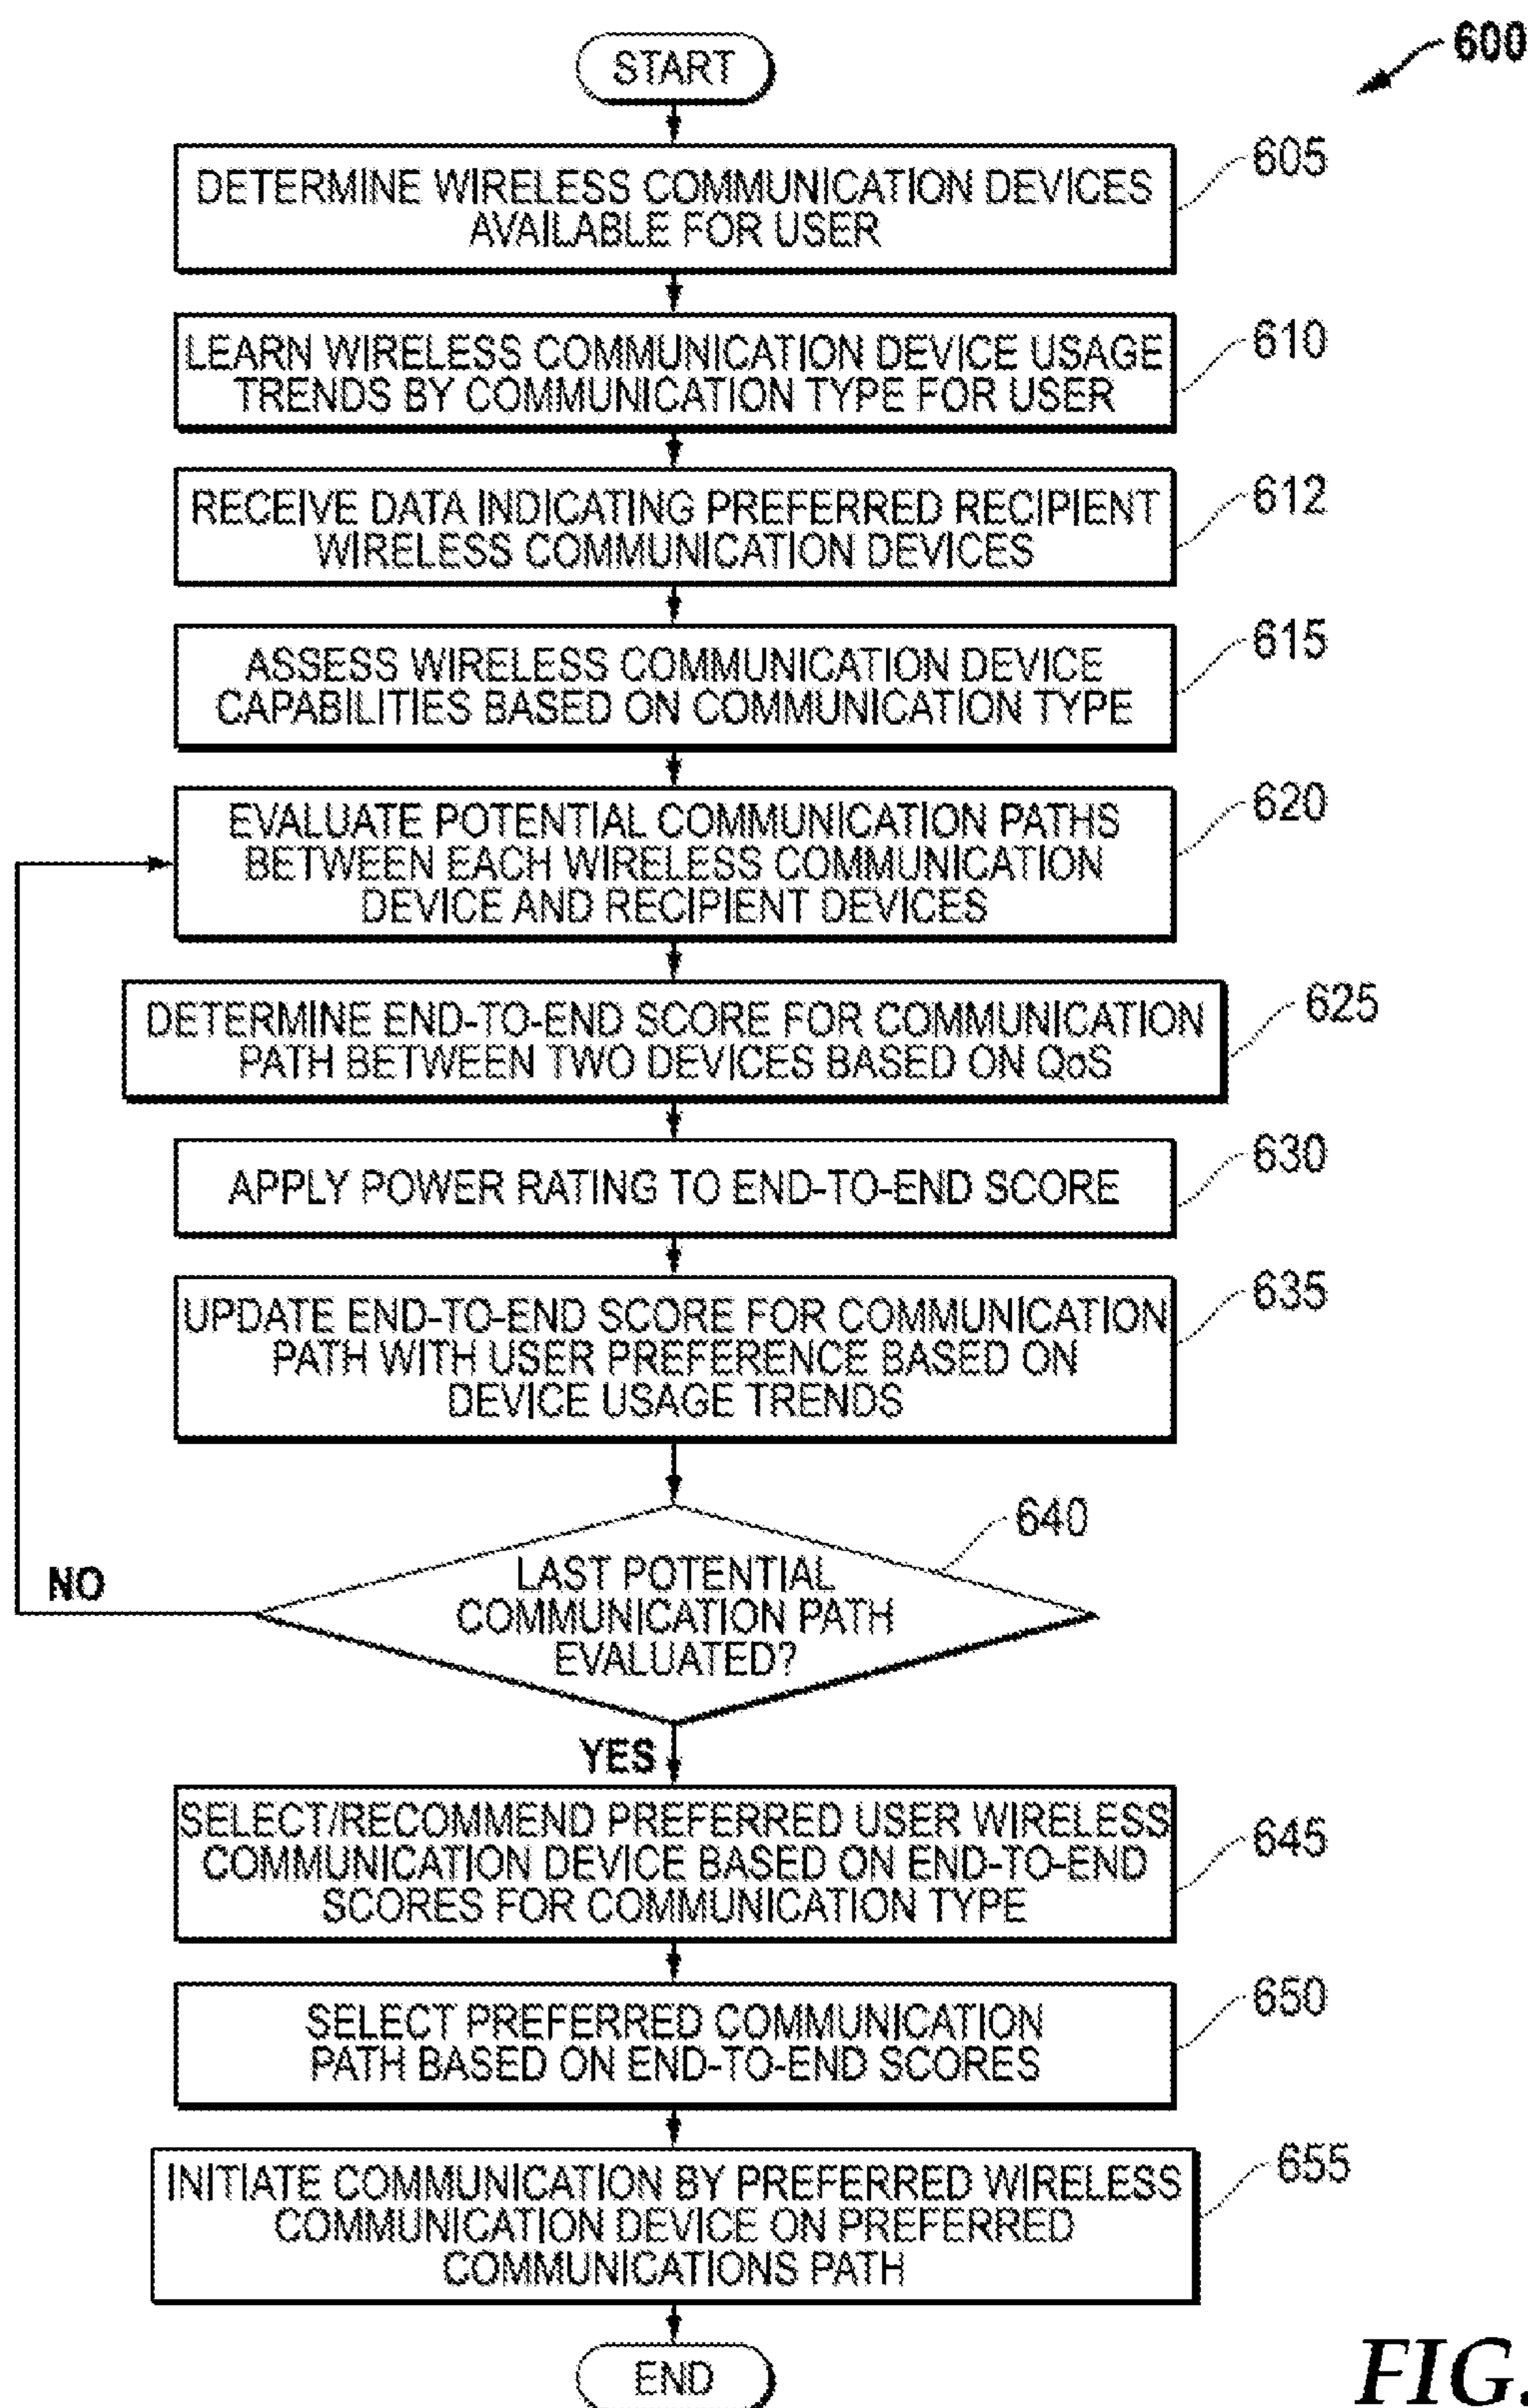 600
START
DETERMINE WIRELESS COMMUNICATION DEVICES
AVAILABLE FOR USER
605
LEARN WIRELESS COMMUNICATION DEVICE USAGE
TRENDS BY COMMUNICATION TYPE FOR USER
610
RECEIVE DATA INDICATING PREFERRED RECIPIENT
WIRELESS COMMUNICATION DEVICES
612
ASSESS WIRELESS COMMUNICATION DEVICE
CAPABILITIES BASED ON COMMUNICATION TYPE
615
EVALUATE POTENTIAL COMMUNICATION PATHS
BETWEEN EACH WIRELESS COMMUNICATION
DEVICE AND RECIPIENT DEVICES
620
DETERMINE END-TO-END SCORE FOR COMMUNICATION
PATH BETWEEN TWO DEVICES BASED ON QoS
625
APPLY POWER RATING TO END-TO-END SCORE
630
UPDATE END-TO-END SCORE FOR COMMUNICATION
PATH WITH USER PREFERENCE BASED ON
DEVICE USAGE TRENDS
635
LAST POTENTIAL
COMMUNICATION PATH
EVALUATED?
640
NO
YES
SELECT/RECOMMEND PREFERRED USER WIRELESS
COMMUNICATION DEVICE BASED ON END-TO-END
SCORES FOR COMMUNICATION TYPE
645
SELECT PREFERRED COMMUNICATION
PATH BASED ON END-TO-END SCORES
650
INITIATE COMMUNICATION BY PREFERRED WIRELESS
COMMUNICATION DEVICE ON PREFERRED
COMMUNICATIONS PATH
655
END
FIG.